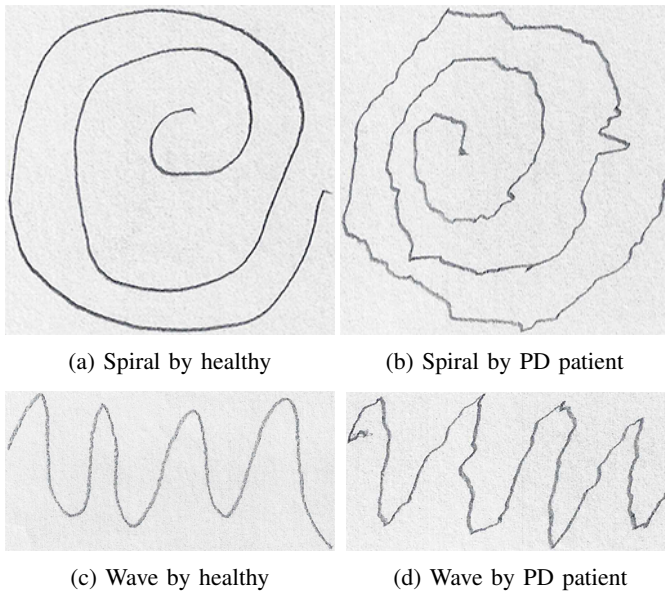 (a) Spiral by healthy
(b) Spiral by PD patient
(c) Wave by healthy
(d) Wave by PD patient